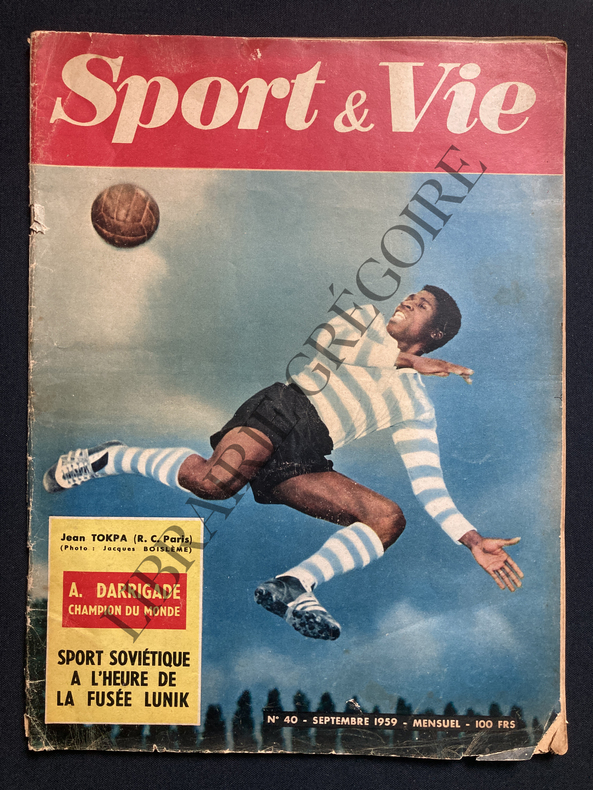 Sport & Vie
LIBRAIRIE GRÉGOIRE
Jean TOKPA (R. C. Paris)
(Photo : Jacques BOISLÈME)
A. DARRIGADE
CHAMPION DU MONDE
SPORT SOVIÉTIQUE
A L'HEURE DE
LA FUSÉE LUNIK
N° 40 - SEPTEMBRE 1959 - MENSUEL - 100 FRS